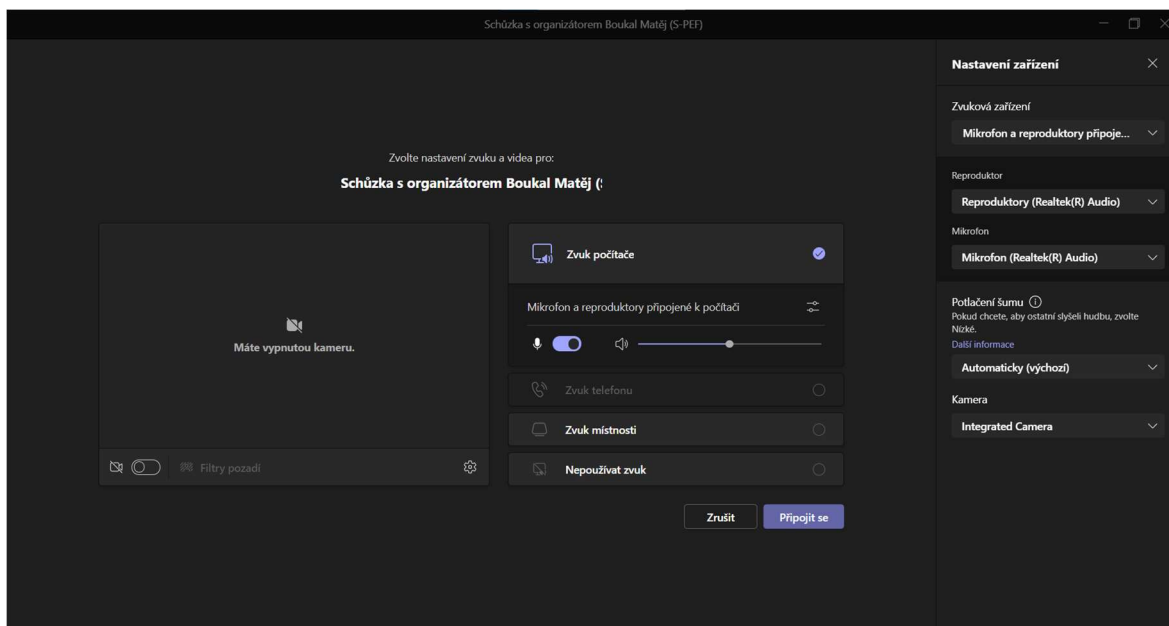 Schůzka s organizátorem Boukal Matěj (S-PEF)
Zvolte nastavení zvuku a videa pro:
Schůzka s organizátorem Boukal Matěj (
Máte vypnutou kameru.
Filtry pozadí
Zvuk počítače
Mikrofon a reproduktory připojené k počítači
Zvuk telefonu
Zvuk místnosti
Nepoužívat zvuk
Zrušit
Připojit se
Nastavení zařízení
Zvuková zařízení
Mikrofon a reproduktory připoje...
Reproduktor
Reproduktory (Realtek(R) Audio)
Mikrofon
Mikrofon (Realtek(R) Audio)
Potlačení šumu
Pokud chcete, aby ostatní slyšeli hudbu, zvolte
Nízké.
Další informace
Automaticky (výchozí)
Kamera
Integrated Camera